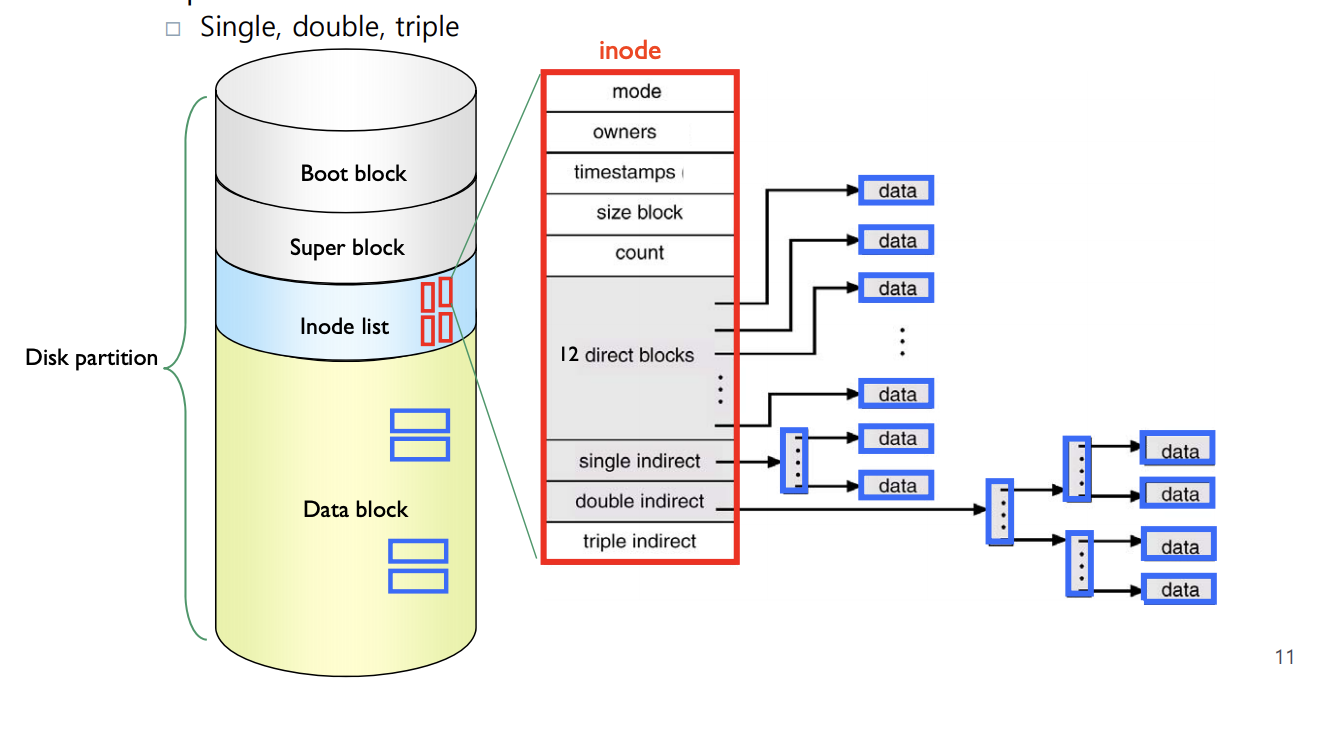 □ Single, double, triple
inode
mode
owners
timestamps (
size block
count
12 direct blocks
single indirect
double indirect
triple indirect
Boot block
Super block
Inode list
Data block
Disk partition
data
data
data
data
data
data
data
data
data
data
11